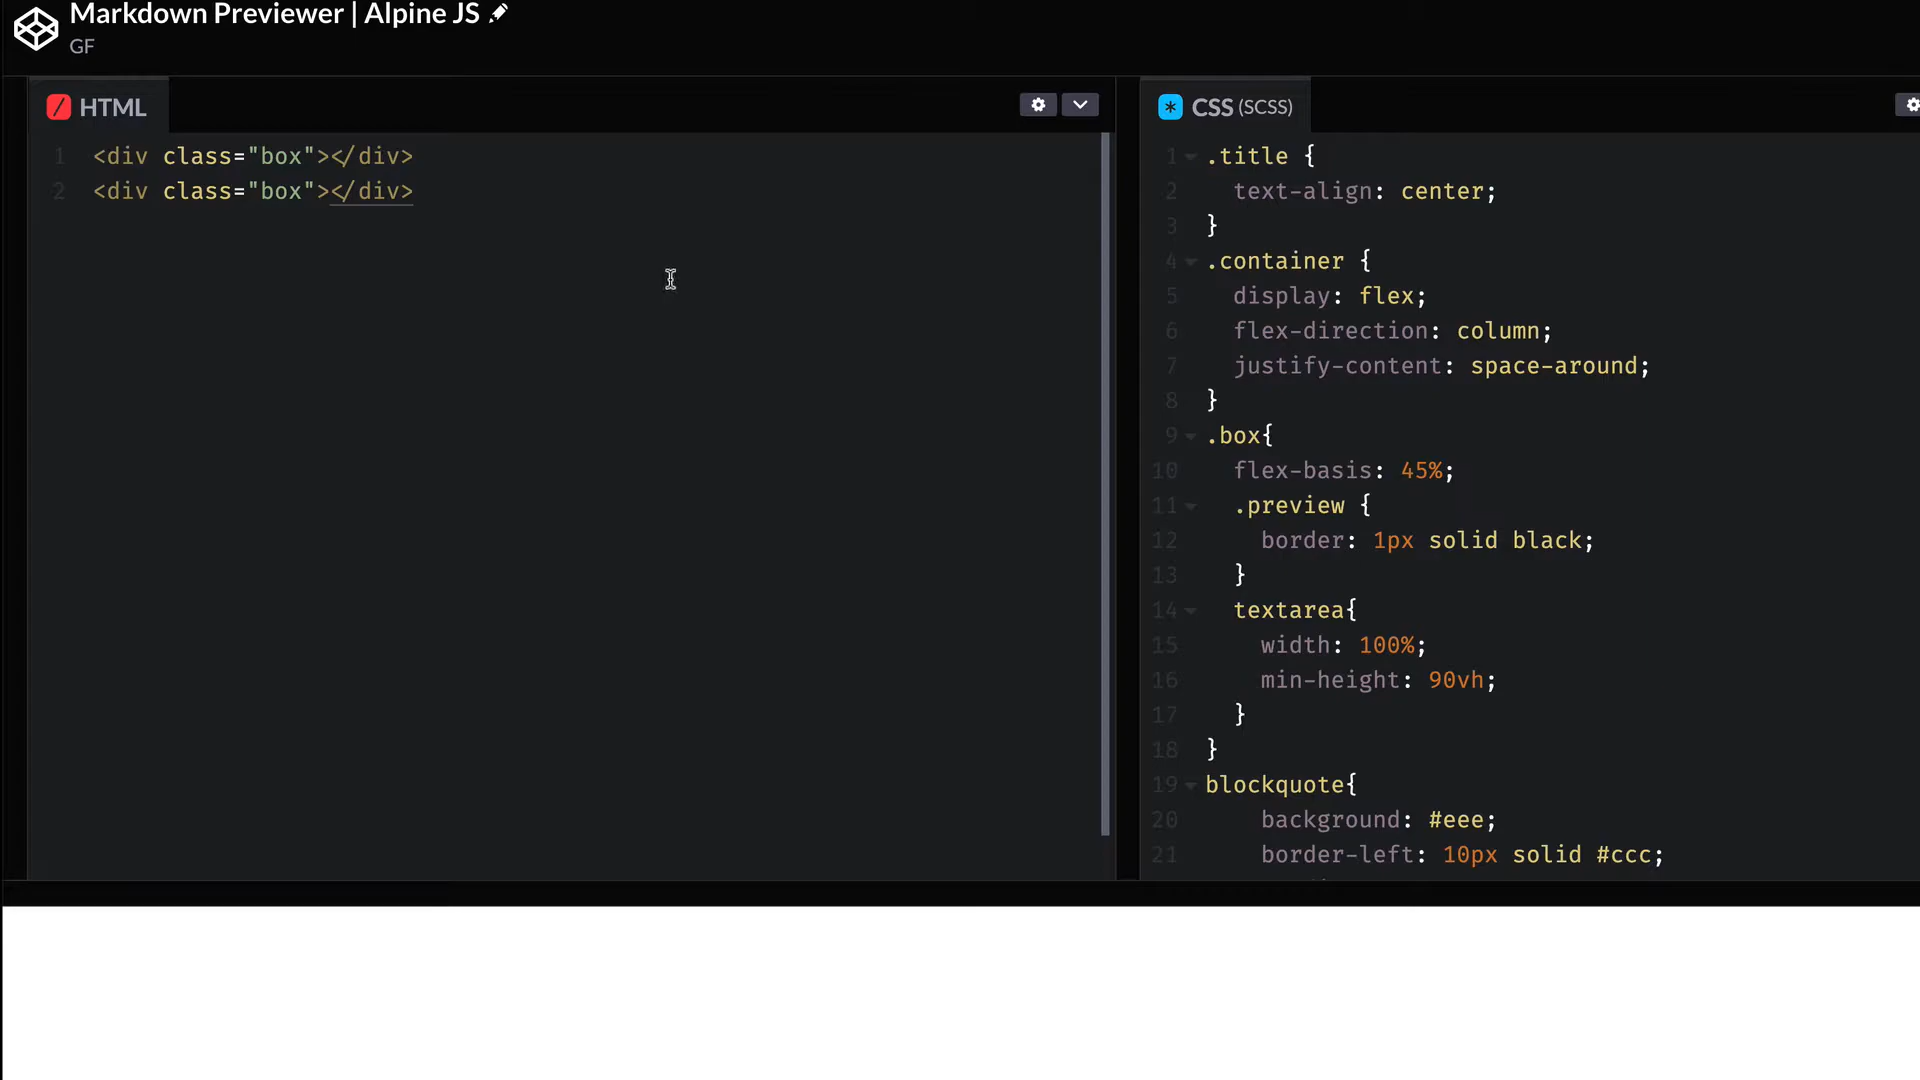 Markdown Previewer | Alpine JS
GF
HTML
1 <div class="box"></div>
2 <div class="box"></div>
CSS (SCSS)
1 .title {
2 text-align: center;
3 }
4 .container {
5 display: flex;
6 flex-direction: column;
7 justify-content: space-around;
8 }
9 .box{
10 flex-basis: 45%;
11 .preview {
12 border: 1px solid black;
13 }
14 textarea{
15 width: 100%;
16 min-height: 90vh;
17 }
18 }
19 blockquote{
20 background: #eee;
21 border-left: 10px solid #ccc;